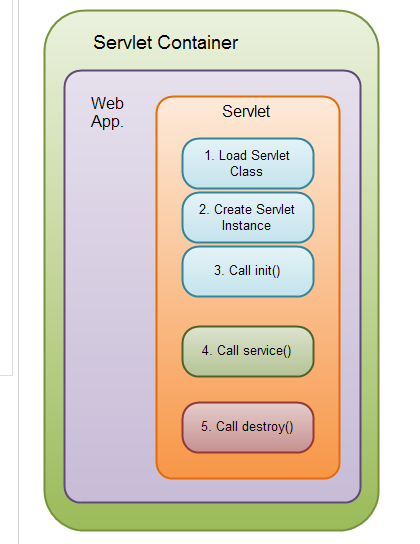 Servlet Container
Web
App.
Servlet
1. Load Servlet
Class
2. Create Servlet
Instance
3. Call init()
4. Call service()
5. Call destroy()